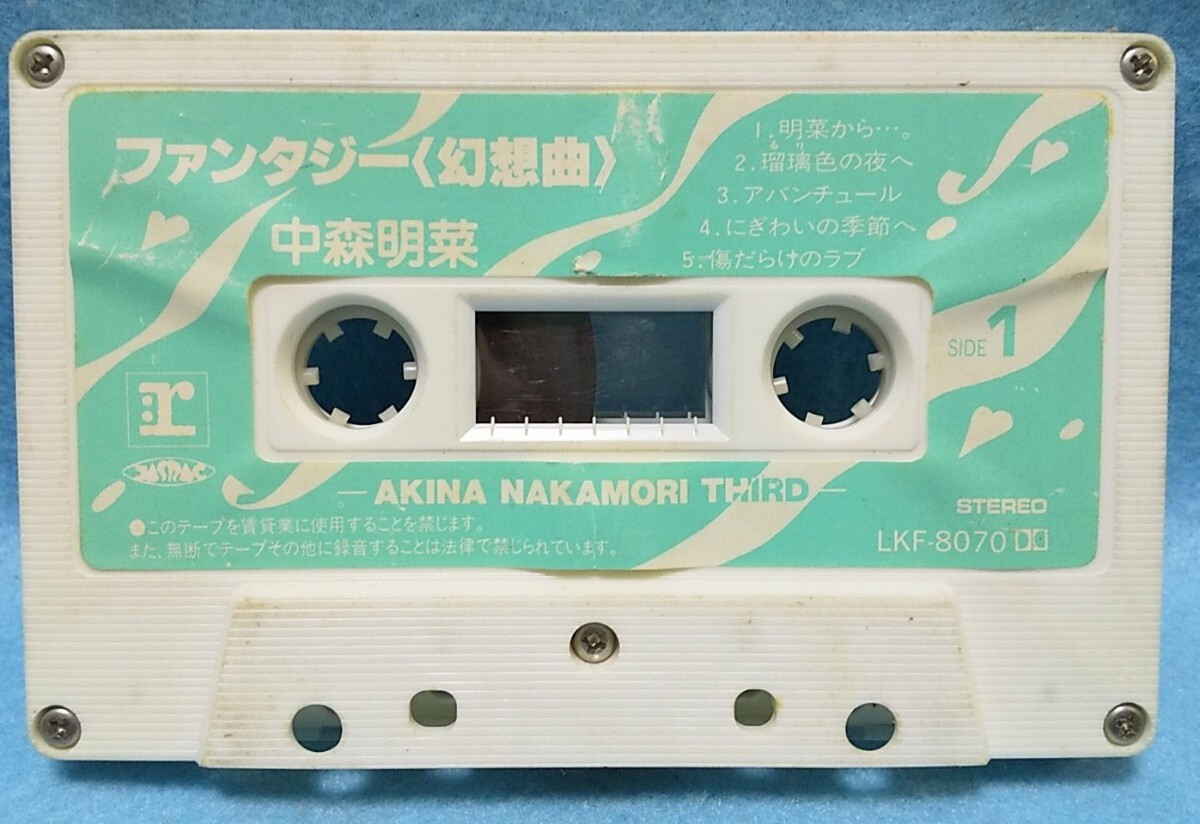 ファンタジー〈幻想曲〉
中森明菜
1.明菜から…。
るり
2.瑠璃色の夜へ
3.アバンチュール
4.にぎわいの季節へ
5.傷だらけのラブ
SIDE 1
r
JASRAC
—AKINA NAKAMORI THIRD—
●このテープを賃貸業に使用することを禁じます。
また、無断でテープその他に録音することは法律で禁じられています。
STEREO
LKF-8070